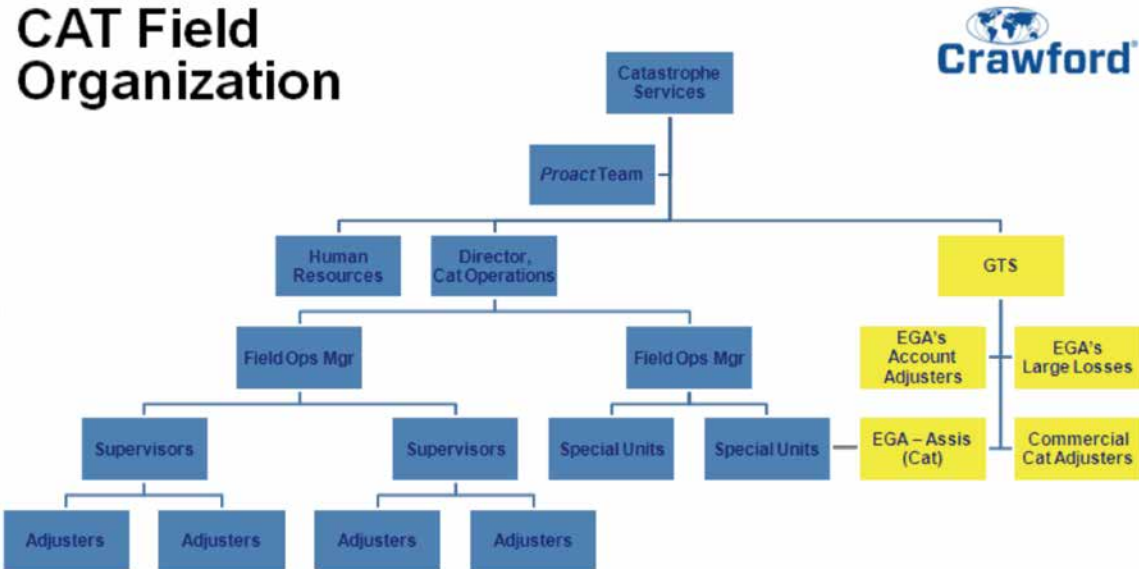 CAT Field
Organization
Crawford®
Catastrophe
Services
Proact Team
Human
Resources
Director,
Cat Operations
GTS
Field Ops Mgr
Field Ops Mgr
EGA's
Account
Adjusters
EGA's
Large Losses
Supervisors
Supervisors
Special Units
Special Units
EGA – Assis
(Cat)
Commercial
Cat Adjusters
Adjusters
Adjusters
Adjusters
Adjusters